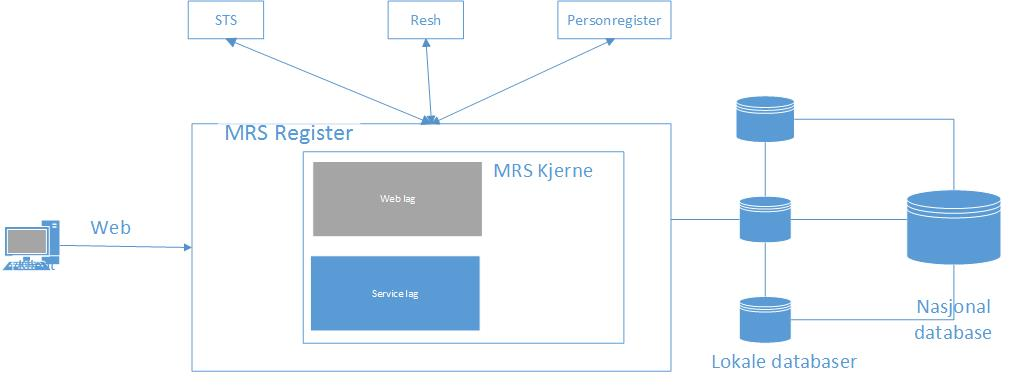 STS
Resh
Personregister
MRS Register
MRS Kjerne
Web lag
Web
Service lag
Nasjonal
database
Lokale databaser